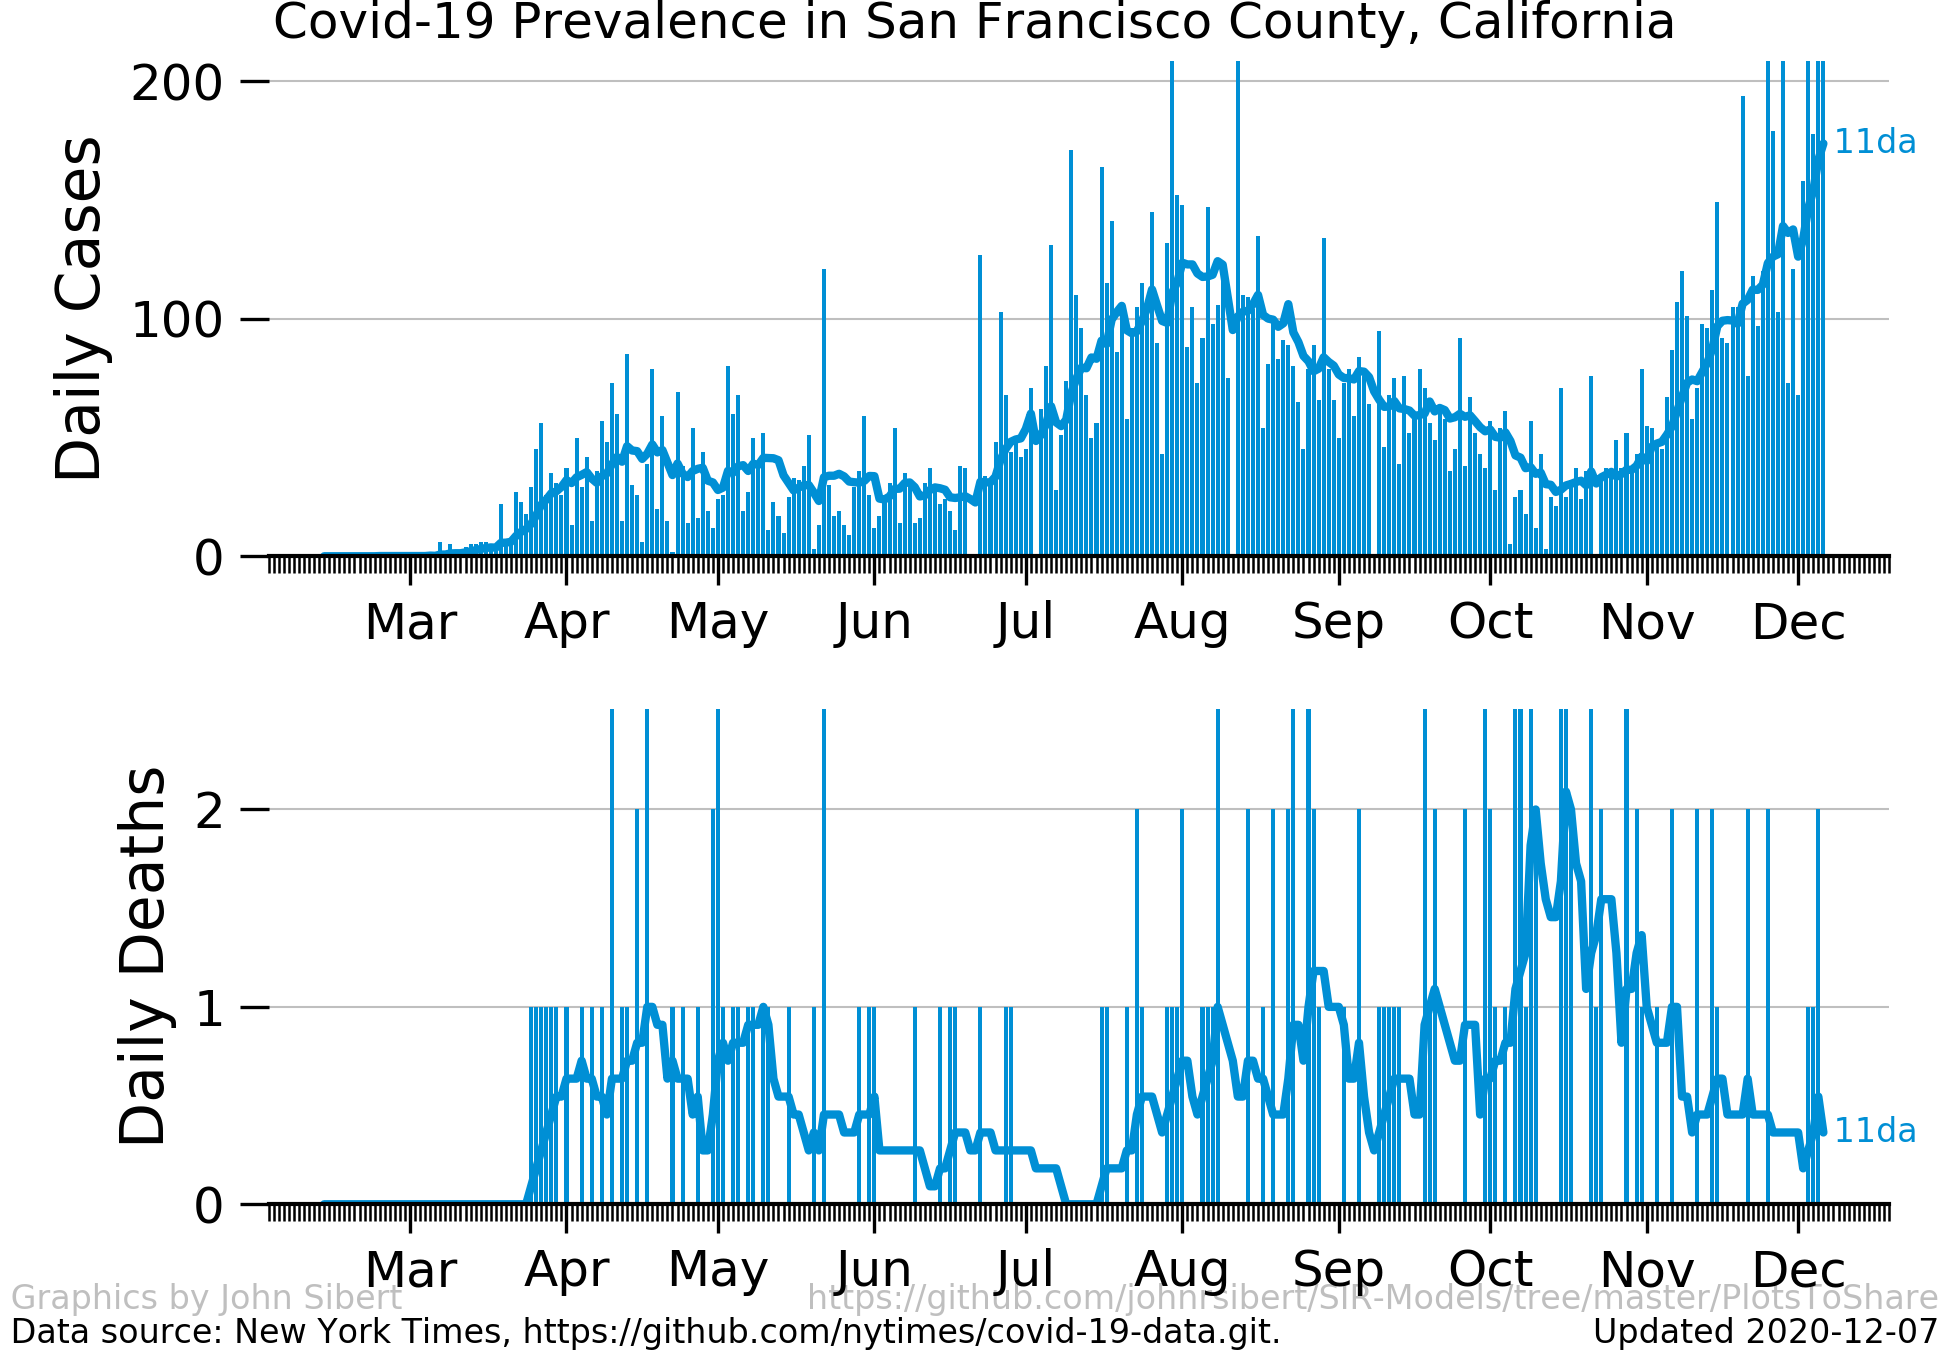 Covid-19 Prevalence in San Francisco County, California
200
100
0
Daily Cases
11da
Mar Apr May Jun Jul Aug Sep Oct Nov Dec
2
1
0
Daily Deaths
11da
Mar Apr May Jun Jul Aug Sep Oct Nov Dec
Graphics by John Sibert https://github.com/johnrsibert/SIR-Models/tree/master/PlotsToShare
Data source: New York Times, https://github.com/nytimes/covid-19-data.git. Updated 2020-12-07